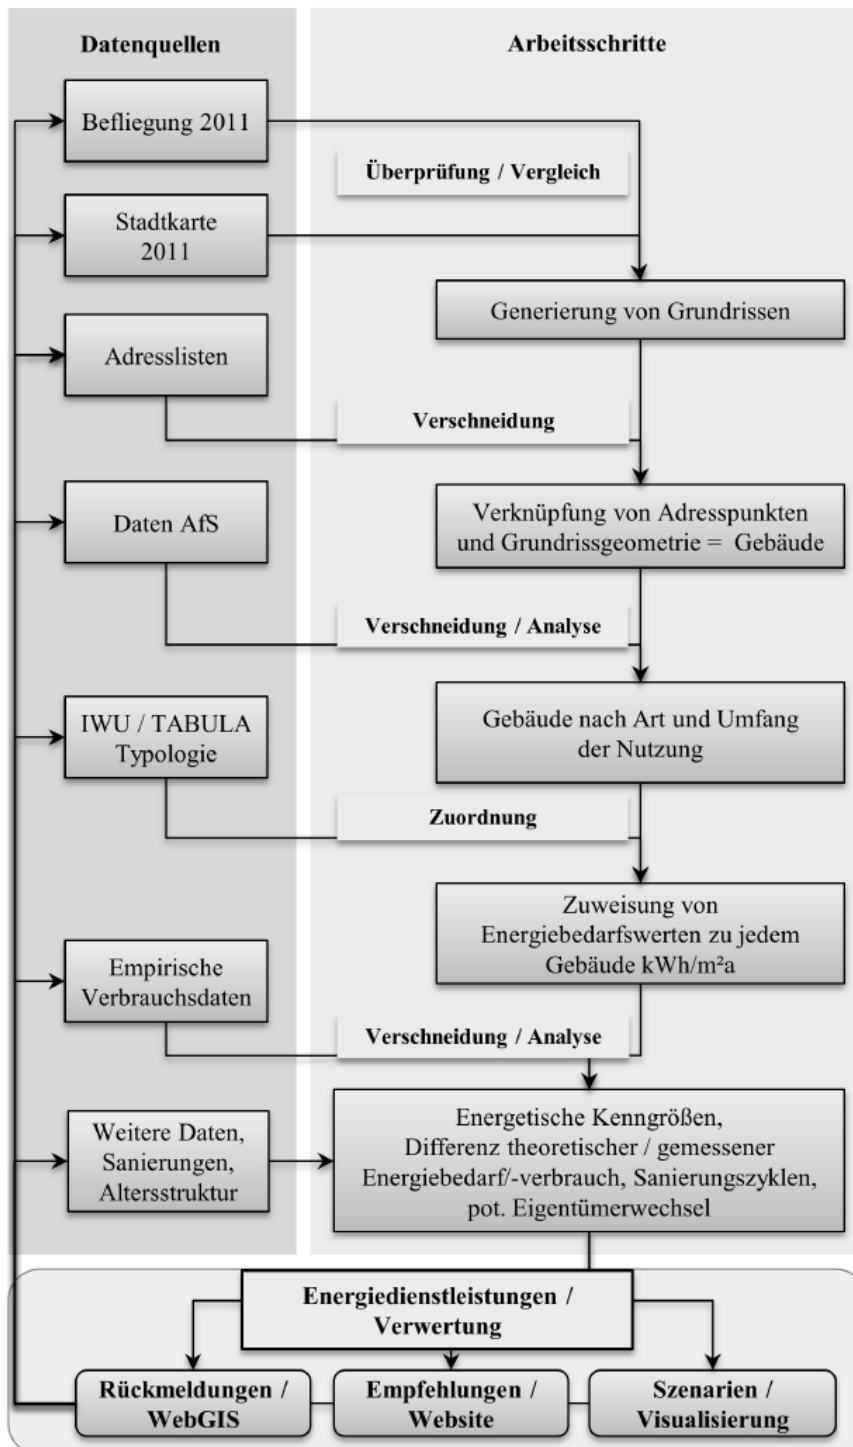 Datenquellen
Arbeitsschritte
Befliegung 2011
Überprüfung / Vergleich
Stadtkarte
2011
Generierung von Grundrissen
Adresslisten
Verschneidung
Daten AfS
Verknüpfung von Adresspunkten
und Grundrissgeometrie = Gebäude
Verschneidung / Analyse
IWU / TABULA
Typologie
Gebäude nach Art und Umfang
der Nutzung
Zuordnung
Zuweisung von
Energiebedarfswerten zu jedem
Gebäude kWh/m²a
Empirische
Verbrauchsdaten
Verschneidung / Analyse
Weitere Daten,
Sanierungen,
Altersstruktur
Energetische Kenngrößen,
Differenz theoretischer / gemessener
Energiebedarf/-verbrauch, Sanierungszyklen,
pot. Eigentümerwechsel
Energiedienstleistungen /
Verwertung
Rückmeldungen /
WebGIS
Empfehlungen /
Website
Szenarien /
Visualisierung